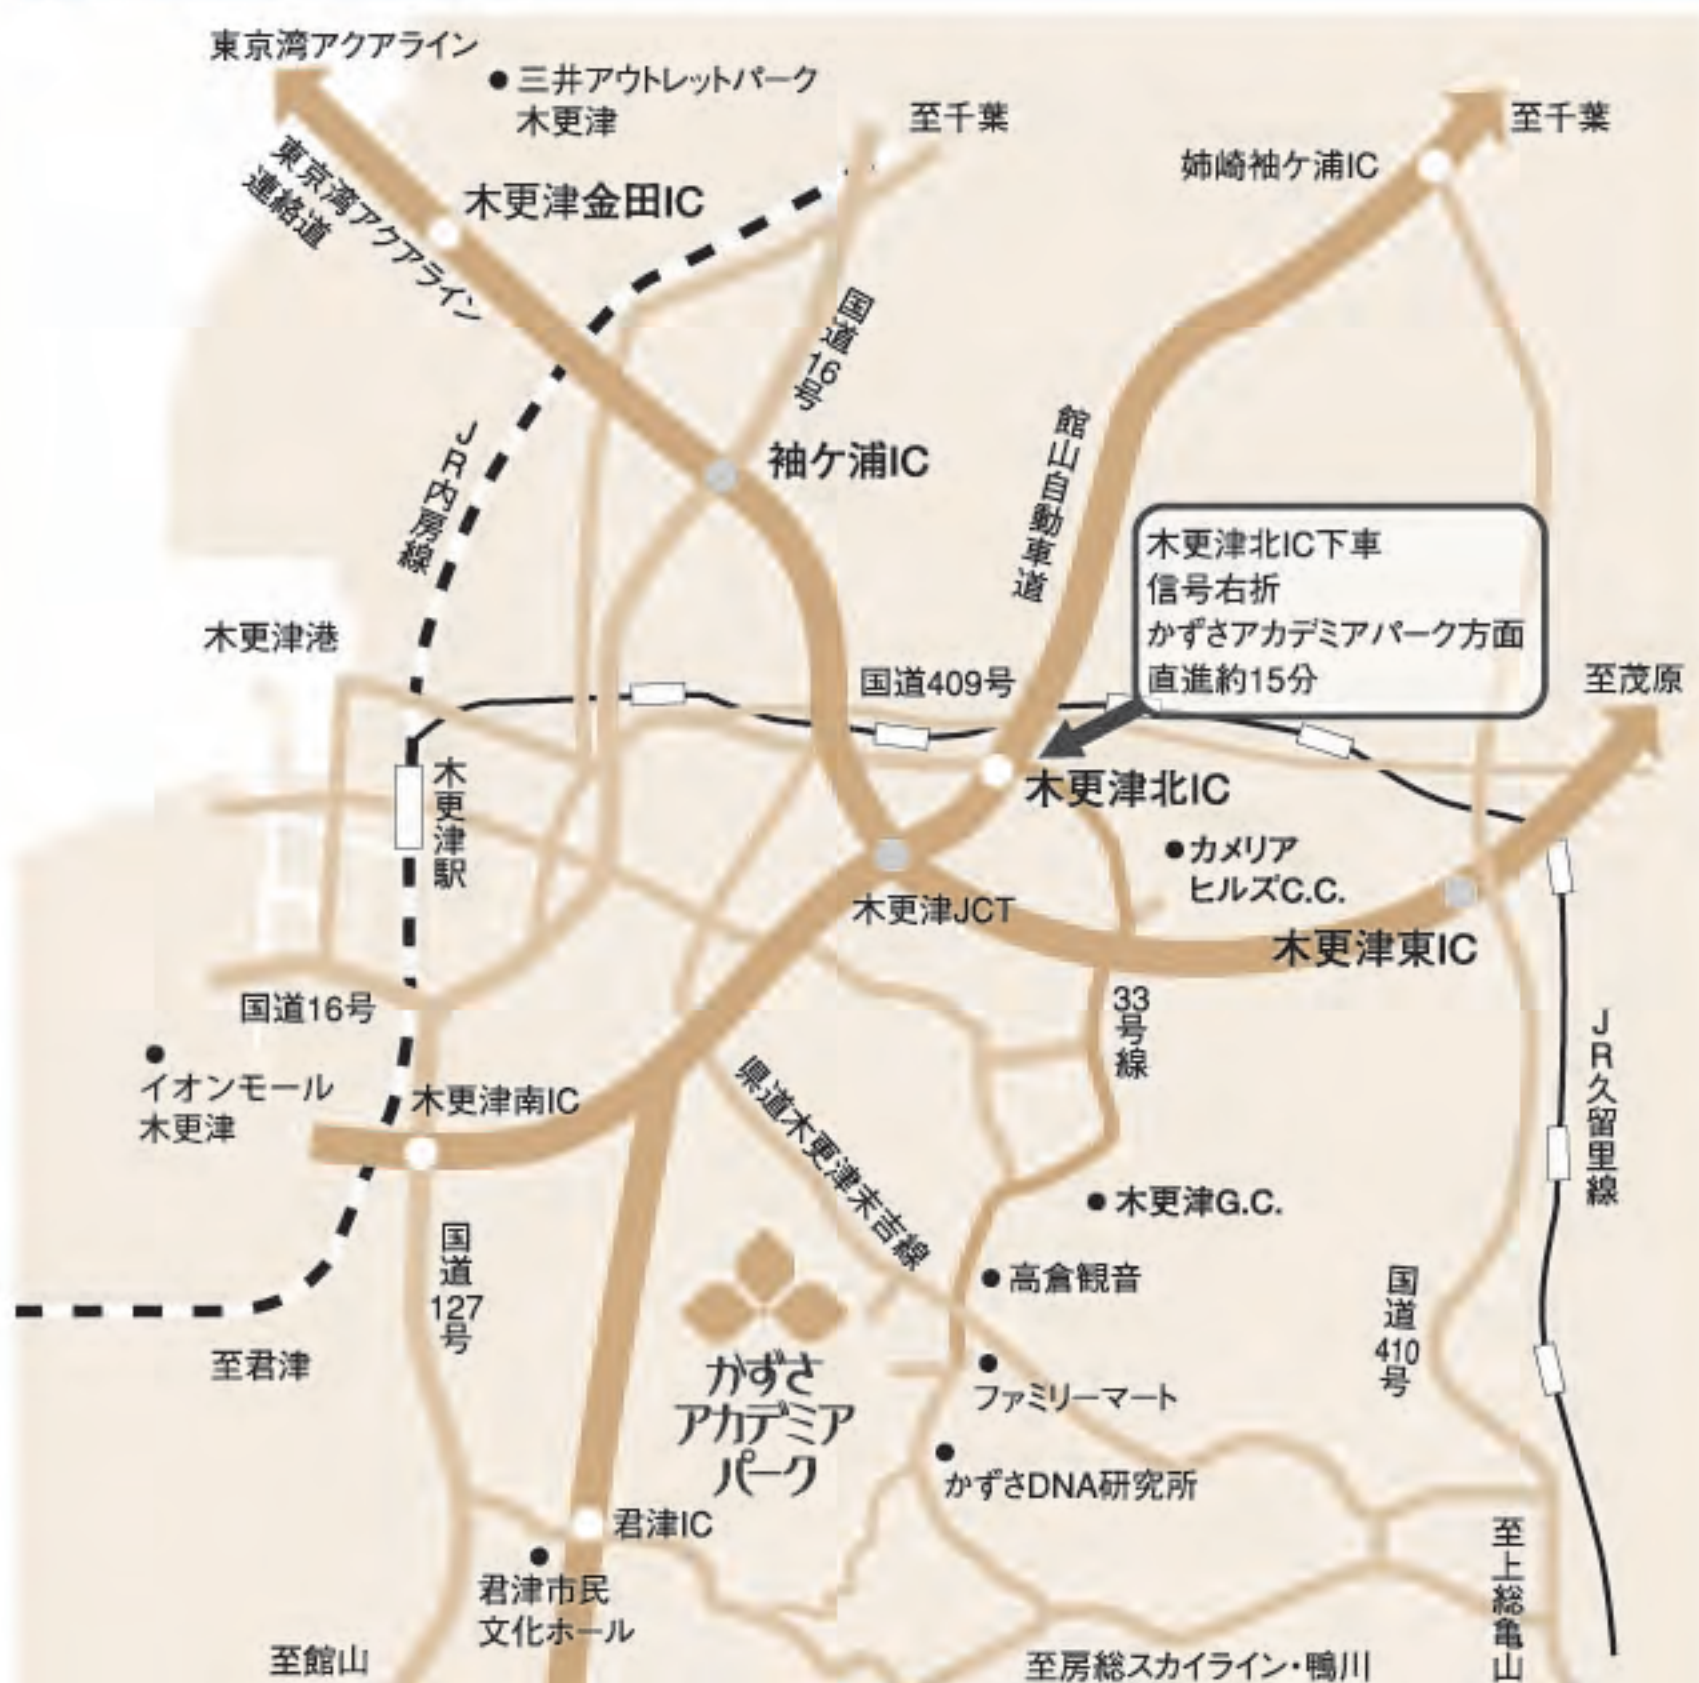 東京湾アクアライン
三井アウトレットパーク
木更津
至千葉
至千葉
姉崎袖ケ浦IC
東京湾アクアライン
連絡道
木更津金田IC
国道16号
JR内房線
袖ケ浦IC
館山自動車道
木更津北IC下車
信号右折
かずさアカデミアパーク方面
直進約15分
木更津港
国道409号
至茂原
木更津駅
木更津北IC
カメリア
ヒルズC.C.
木更津JCT
木更津東IC
国道16号
33号線
JR久留里線
イオンモール
木更津
木更津南IC
県道木更津末吉線
木更津G.C.
国道127号
高倉観音
国道410号
至君津
かずさ
アカデミア
パーク
ファミリーマート
かずさDNA研究所
君津IC
君津市民
文化ホール
至上総亀山
至館山
至房総スカイライン・鴨川